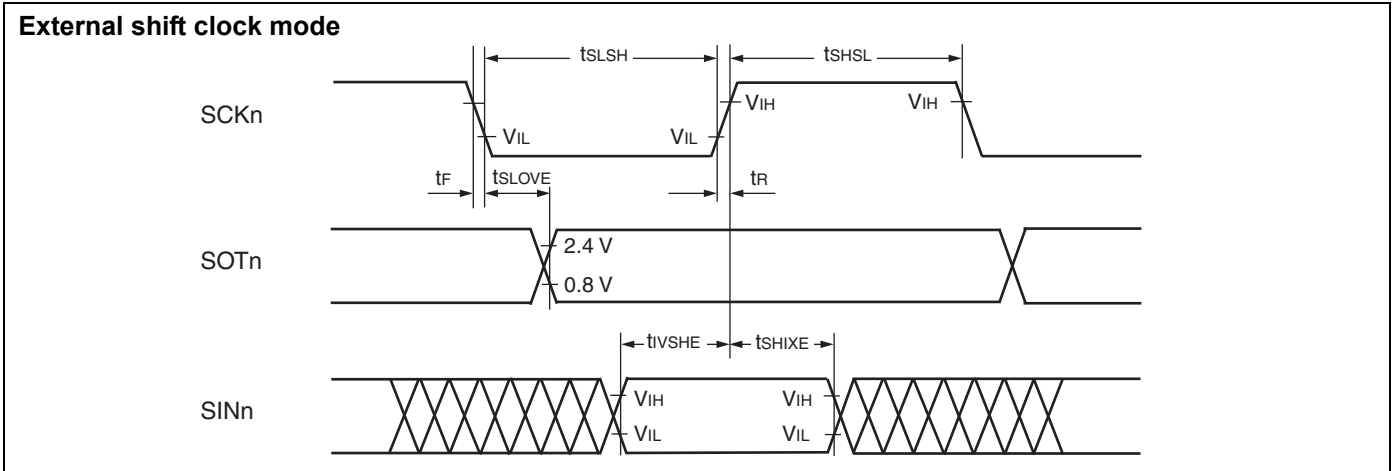 External shift clock mode
tSLSH tSHSL
SCKn VIH VIH
VIL VIL
tF tSLOVE tR
SOTn 2.4 V
0.8 V
tIVSHE tSHIXE
SINn VIH VIH
VIL VIL